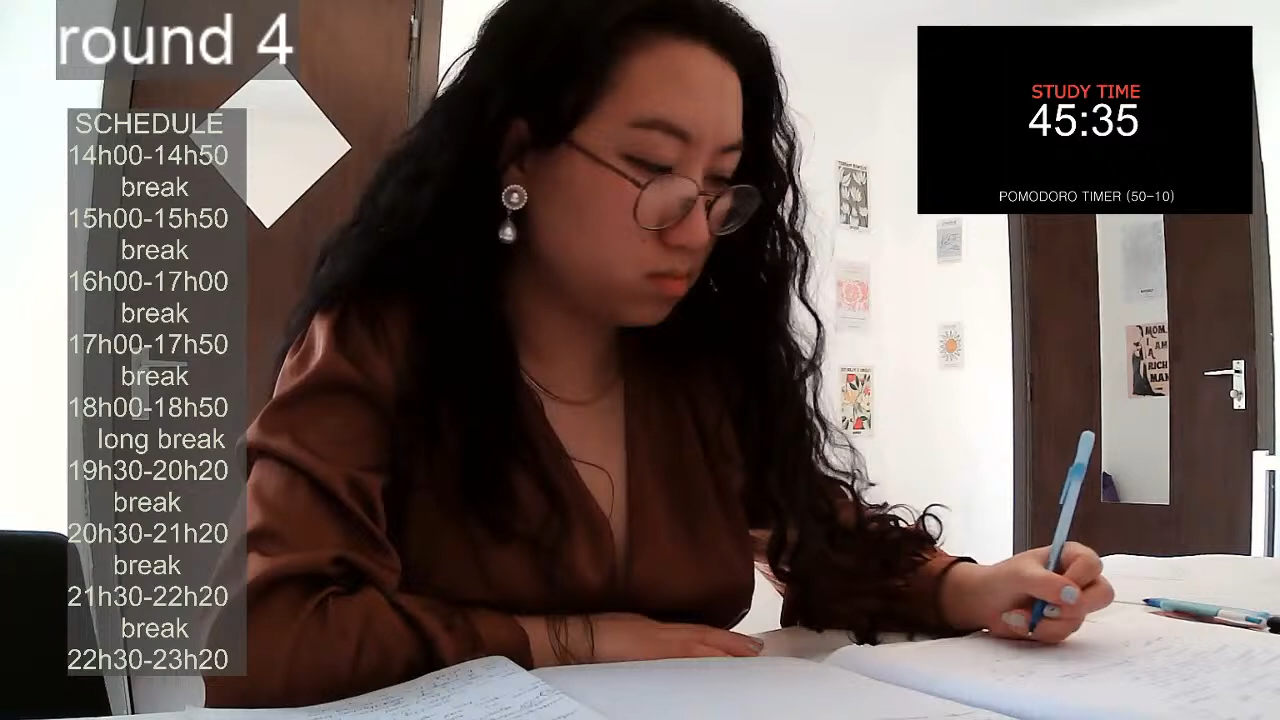 round 4
SCHEDULE
14h00-14h50
break
15h00-15h50
break
16h00-17h00
break
17h00-17h50
break
18h00-18h50
long break
19h30-20h20
break
20h30-21h20
break
21h30-22h20
break
22h30-23h20
STUDY TIME
45:35
POMODORO TIMER (50-10)
MOM,
I AM
A
RICH
MAN